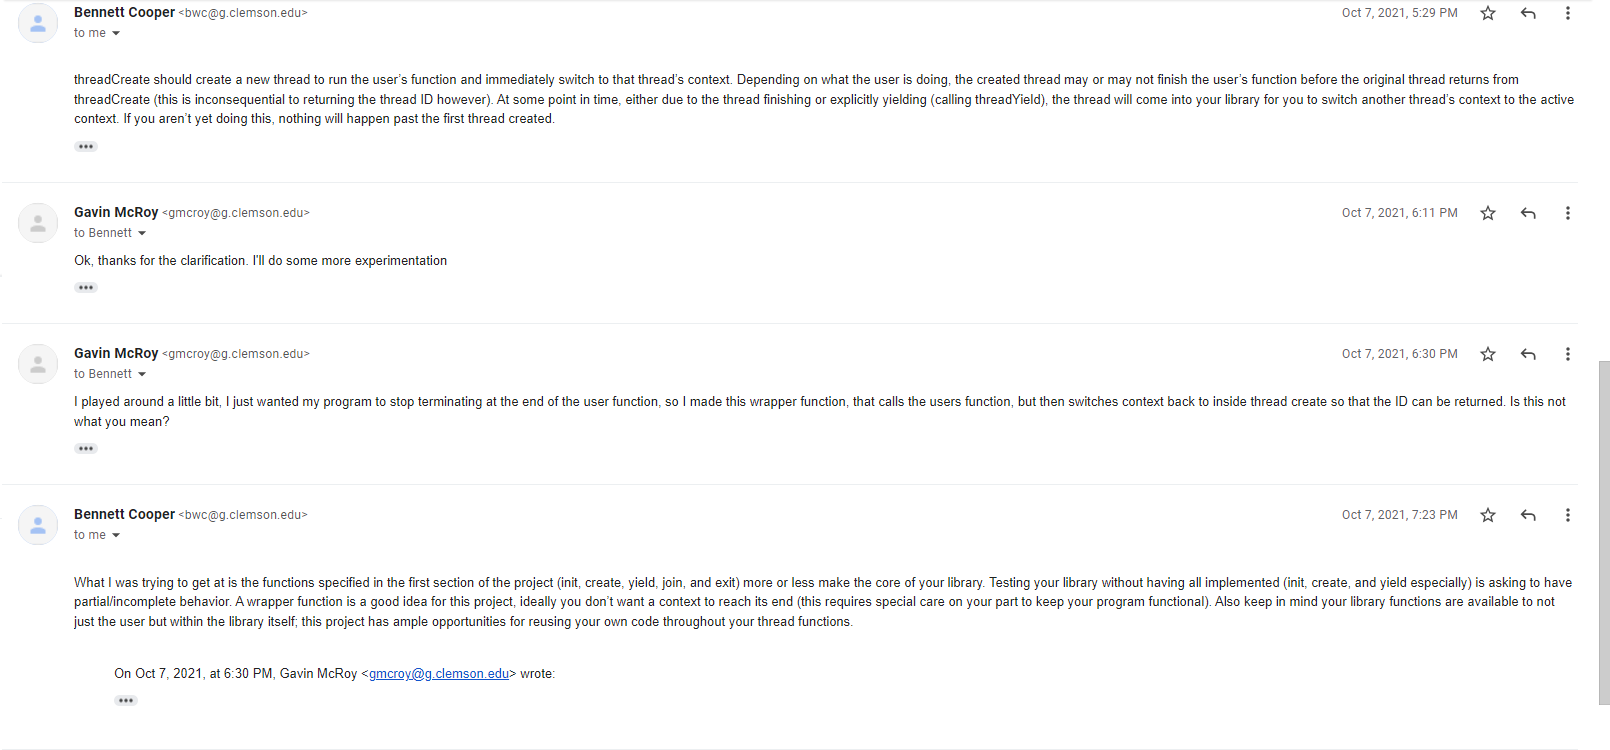 Bennett Cooper <bwc@g.clemson.edu> Oct 7, 2021, 5:29 PM
to me
threadCreate should create a new thread to run the user's function and immediately switch to that thread's context. Depending on what the user is doing, the created thread may or may not finish the user's function before the original thread returns from
threadCreate (this is inconsequential to returning the thread ID however). At some point in time, either due to the thread finishing or explicitly yielding (calling threadYield), the thread will come into your library for you to switch another thread's context to the active
context. If you aren't yet doing this, nothing will happen past the first thread created.
Gavin McRoy <gmcroy@g.clemson.edu> Oct 7, 2021, 6:11 PM
to Bennett
Ok, thanks for the clarification. I'll do some more experimentation
Gavin McRoy <gmcroy@g.clemson.edu> Oct 7, 2021, 6:30 PM
to Bennett
I played around a little bit, I just wanted my program to stop terminating at the end of the user function, so I made this wrapper function, that calls the users function, but then switches context back to inside thread create so that the ID can be returned. Is this not
what you mean?
Bennett Cooper <bwc@g.clemson.edu> Oct 7, 2021, 7:23 PM
to me
What I was trying to get at is the functions specified in the first section of the project (init, create, yield, join, and exit) more or less make the core of your library. Testing your library without having all implemented (init, create, and yield especially) is asking to have
partial/incomplete behavior. A wrapper function is a good idea for this project, ideally you don't want a context to reach its end (this requires special care on your part to keep your program functional). Also keep in mind your library functions are available to not
just the user but within the library itself; this project has ample opportunities for reusing your own code throughout your thread functions.
On Oct 7, 2021, at 6:30 PM, Gavin McRoy <gmcroy@g.clemson.edu> wrote: